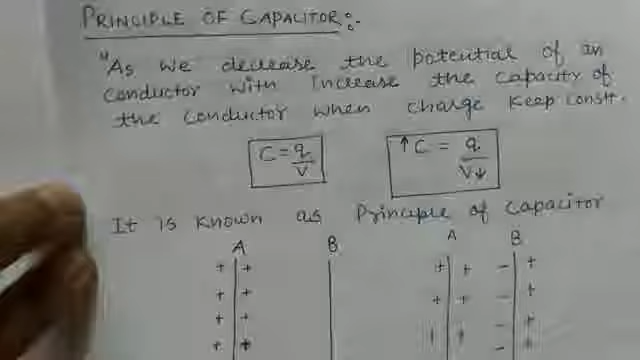 PRINCIPLE OF CAPACITOR:-
"As we decrease the potential of an
conductor with Increase the capacity of
the conductor when charge keep constt.
C = q/V ↑C = q/V↓
It is known as Principle of capacitor
A B A B
+ + + + - +
+ + + + - +
+ + + + - +
+ + -